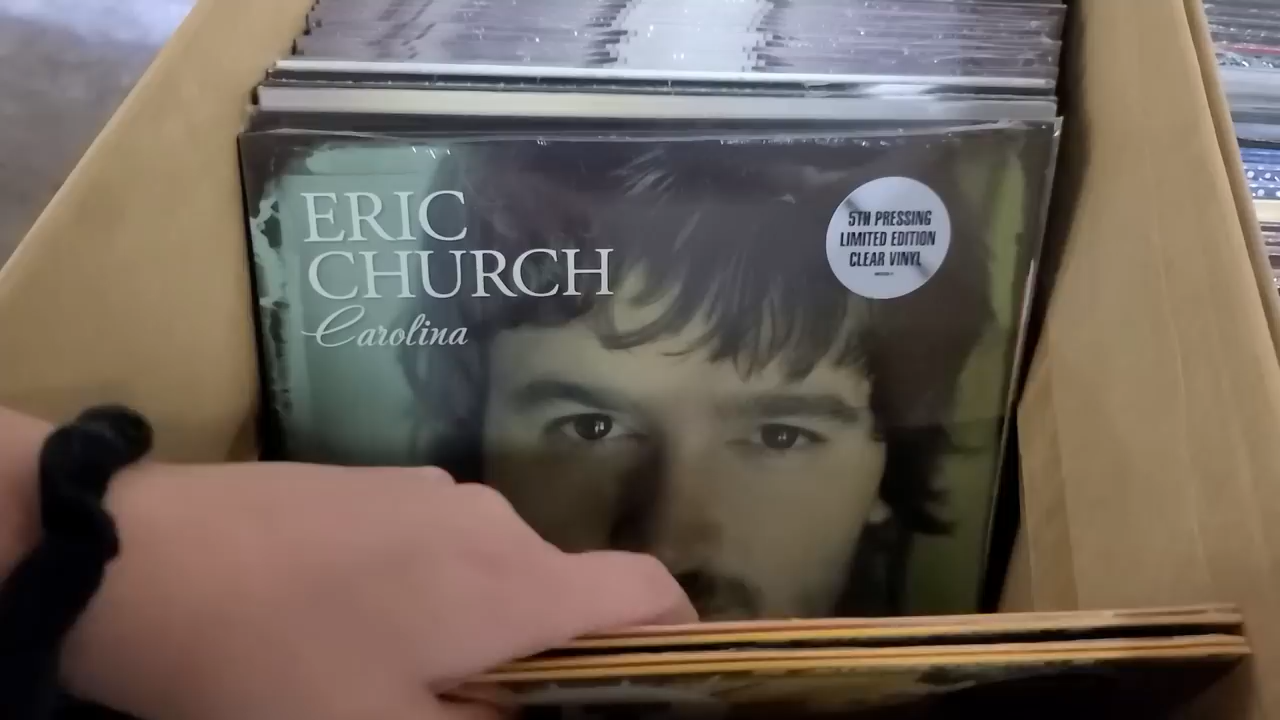 ERIC
CHURCH
Carolina
5TH PRESSING
LIMITED EDITION
CLEAR VINYL